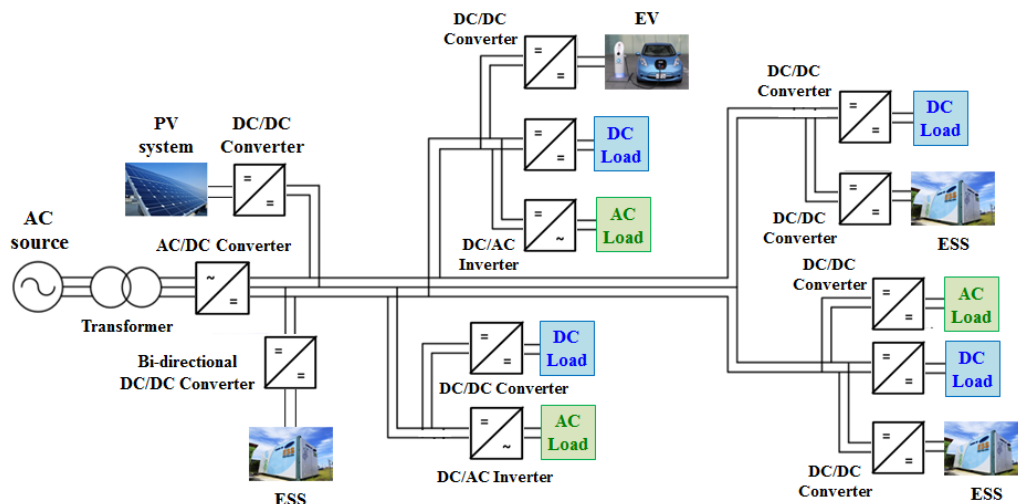 DC/DC
Converter
EV
DC
Load
AC
Load
DC/AC
Inverter
DC/DC
Converter
DC
Load
DC/DC
Converter
ESS
PV
system
DC/DC
Converter
AC
source
AC/DC Converter
Transformer
Bi-directional
DC/DC Converter
ESS
DC
Load
DC/DC Converter
AC
Load
DC/AC Inverter
DC/DC
Converter
AC
Load
DC
Load
DC/DC
Converter
ESS